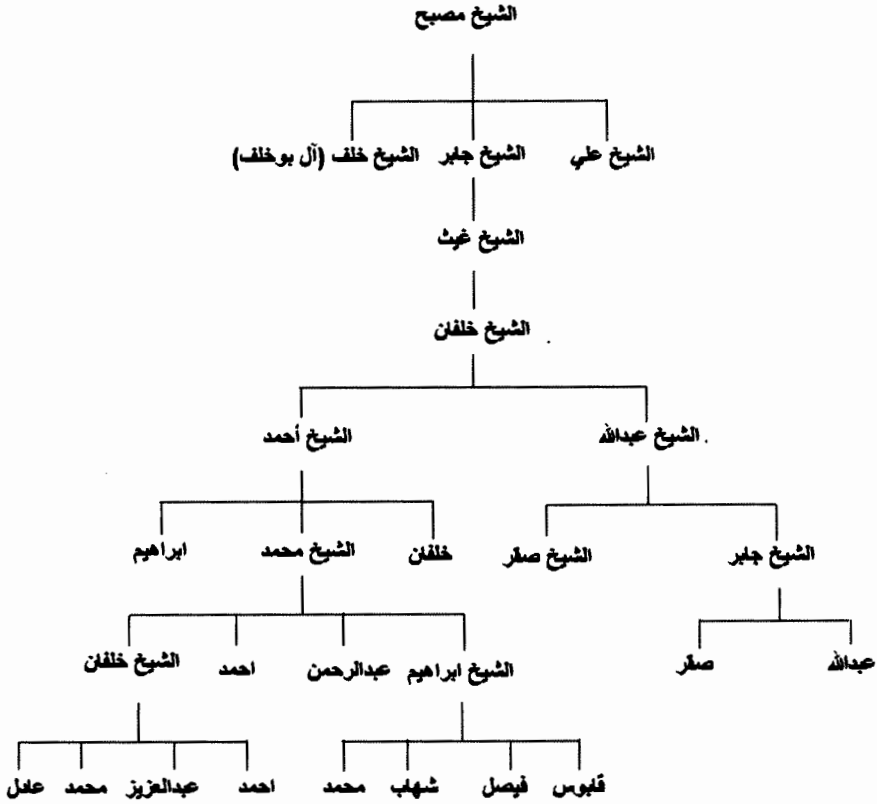 الشيخ مصبح
الشيخ علي الشيخ جابر الشيخ خلف (آل بوخلف)
الشيخ غيث
الشيخ خلفان
الشيخ عبدالله الشيخ أحمد
الشيخ جابر الشيخ صقر خلفان الشيخ محمد ابراهيم
عبدالله صقر الشيخ ابراهيم عبدالرحمن احمد الشيخ خلفان
قابوس فيصل شهاب محمد احمد عبدالعزيز محمد عادل